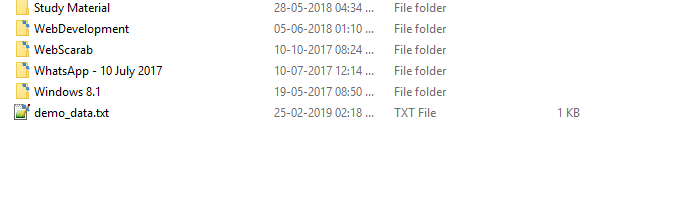 Study Material 28-05-2018 04:34 ... File folder
WebDevelopment 05-06-2018 01:10 ... File folder
WebScarab 10-10-2017 08:24 ... File folder
WhatsApp - 10 July 2017 10-07-2017 12:14 ... File folder
Windows 8.1 19-05-2017 08:50 ... File folder
demo_data.txt 25-02-2019 02:18 ... TXT File 1 KB